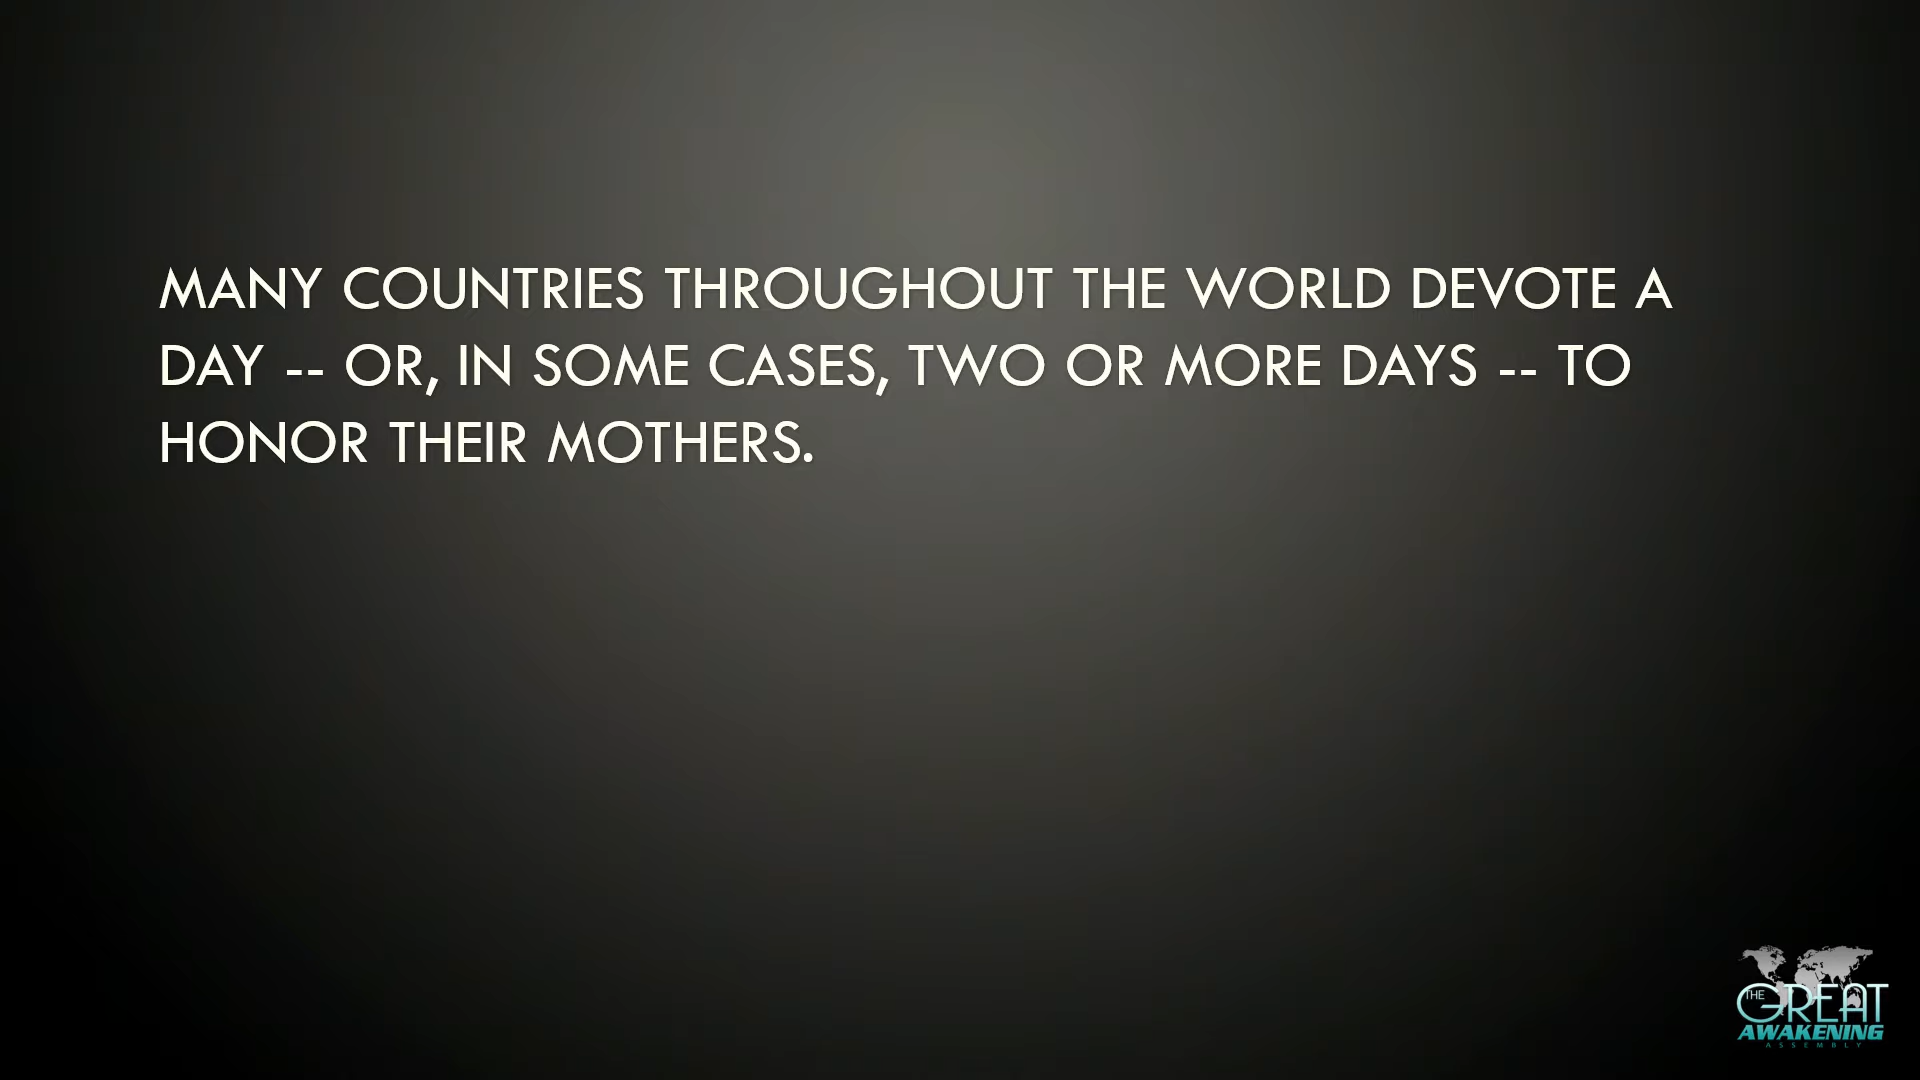 MANY COUNTRIES THROUGHOUT THE WORLD DEVOTE A
DAY -- OR, IN SOME CASES, TWO OR MORE DAYS -- TO
HONOR THEIR MOTHERS.
THE GREAT
AWAKENING
ASSEMBLY